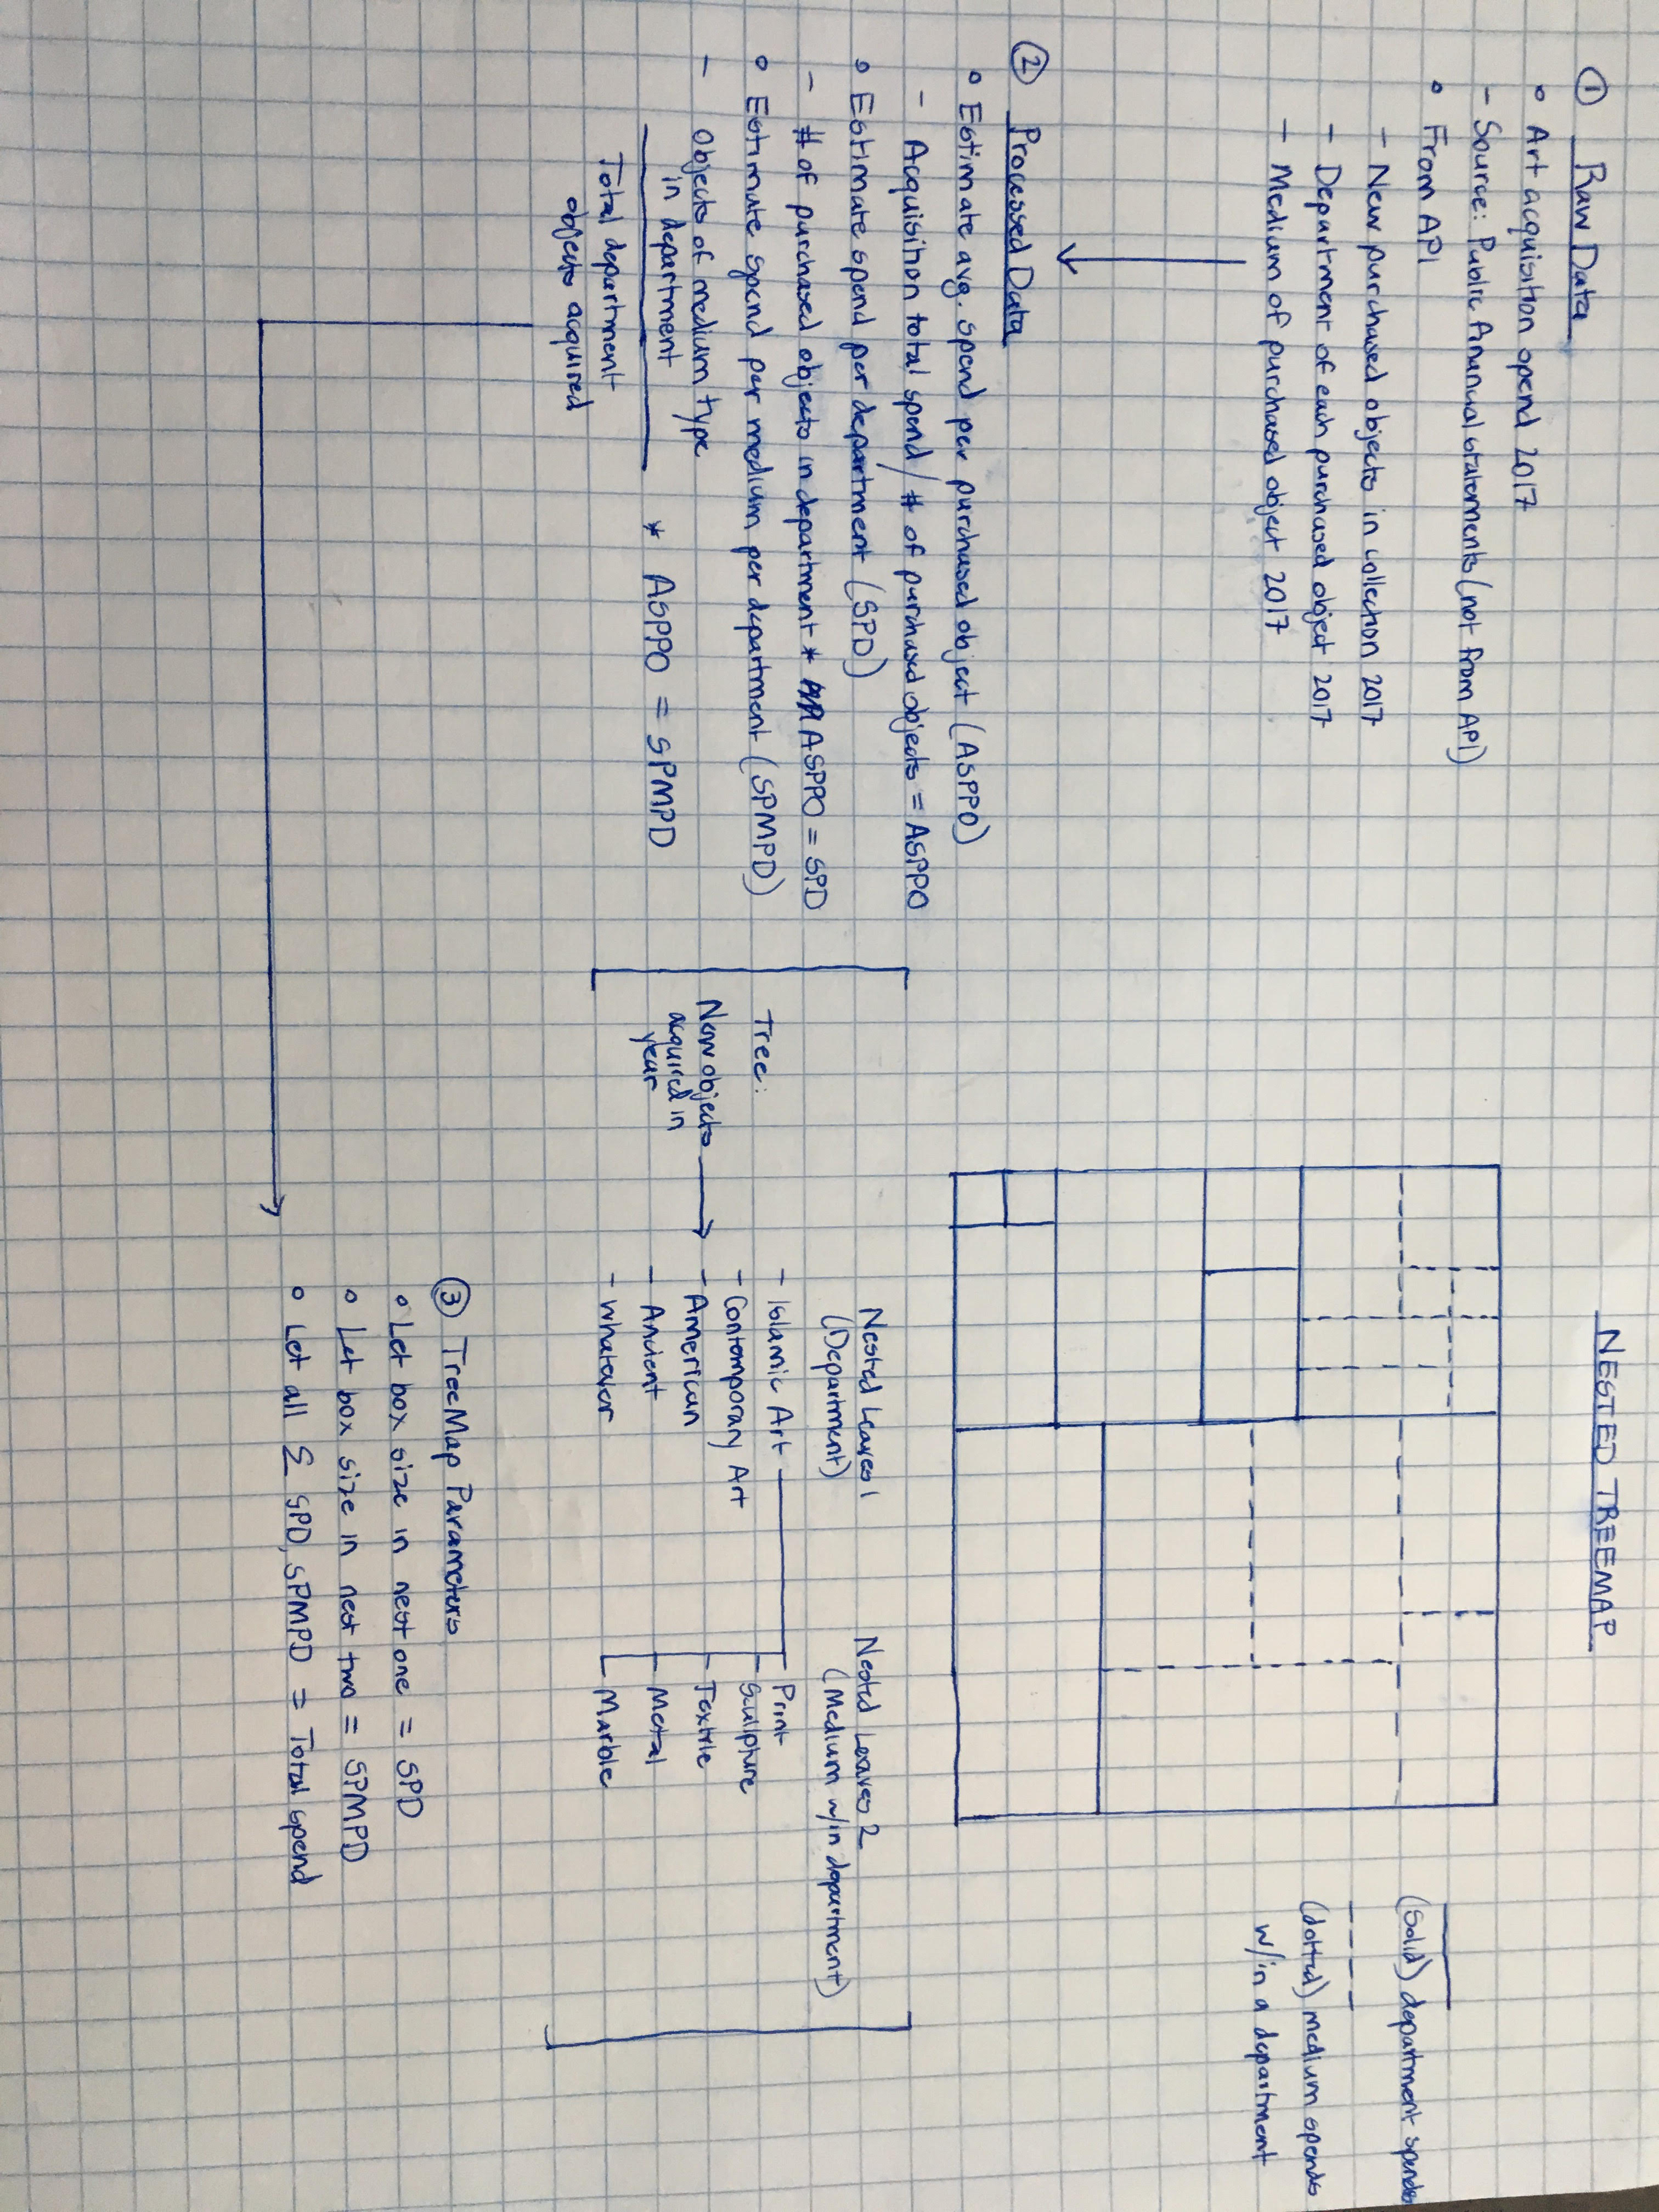 ① Raw Data
• Art acquisition spend 2017
- Source: Public Annual statements (not from API)
• From API
- New purchased objects in collection 2017
- Department of each purchased object 2017
- Medium of purchased object 2017
② Processed Data
• Estimate avg. spend per purchased object (ASPPO)
- Acquisition total spend / # of purchased objects = ASPPO
• Estimate spend per department (SPD)
- # of purchased objects in department * ASPPO = SPD
• Estimate spend per medium per department (SPMPD)
- Objects of medium type
in department
Total department
objects acquired
* ASPPO = SPMPD
NESTED TREEMAP
(Solid) department spends
(dotted) medium spends
w/in a department
Tree:
New objects
acquired in
year
Nested Leaves 1
(Department)
- Islamic Art
- Contemporary Art
- American
- Ancient
- Whatever
Nested Leaves 2
(Medium w/in department)
Print
Sculpture
Textile
Metal
Marble
③ TreeMap Parameters
• Let box size in nest one = SPD
• Let box size in nest two = SPMPD
• Let all Σ SPD, SPMPD = Total spend